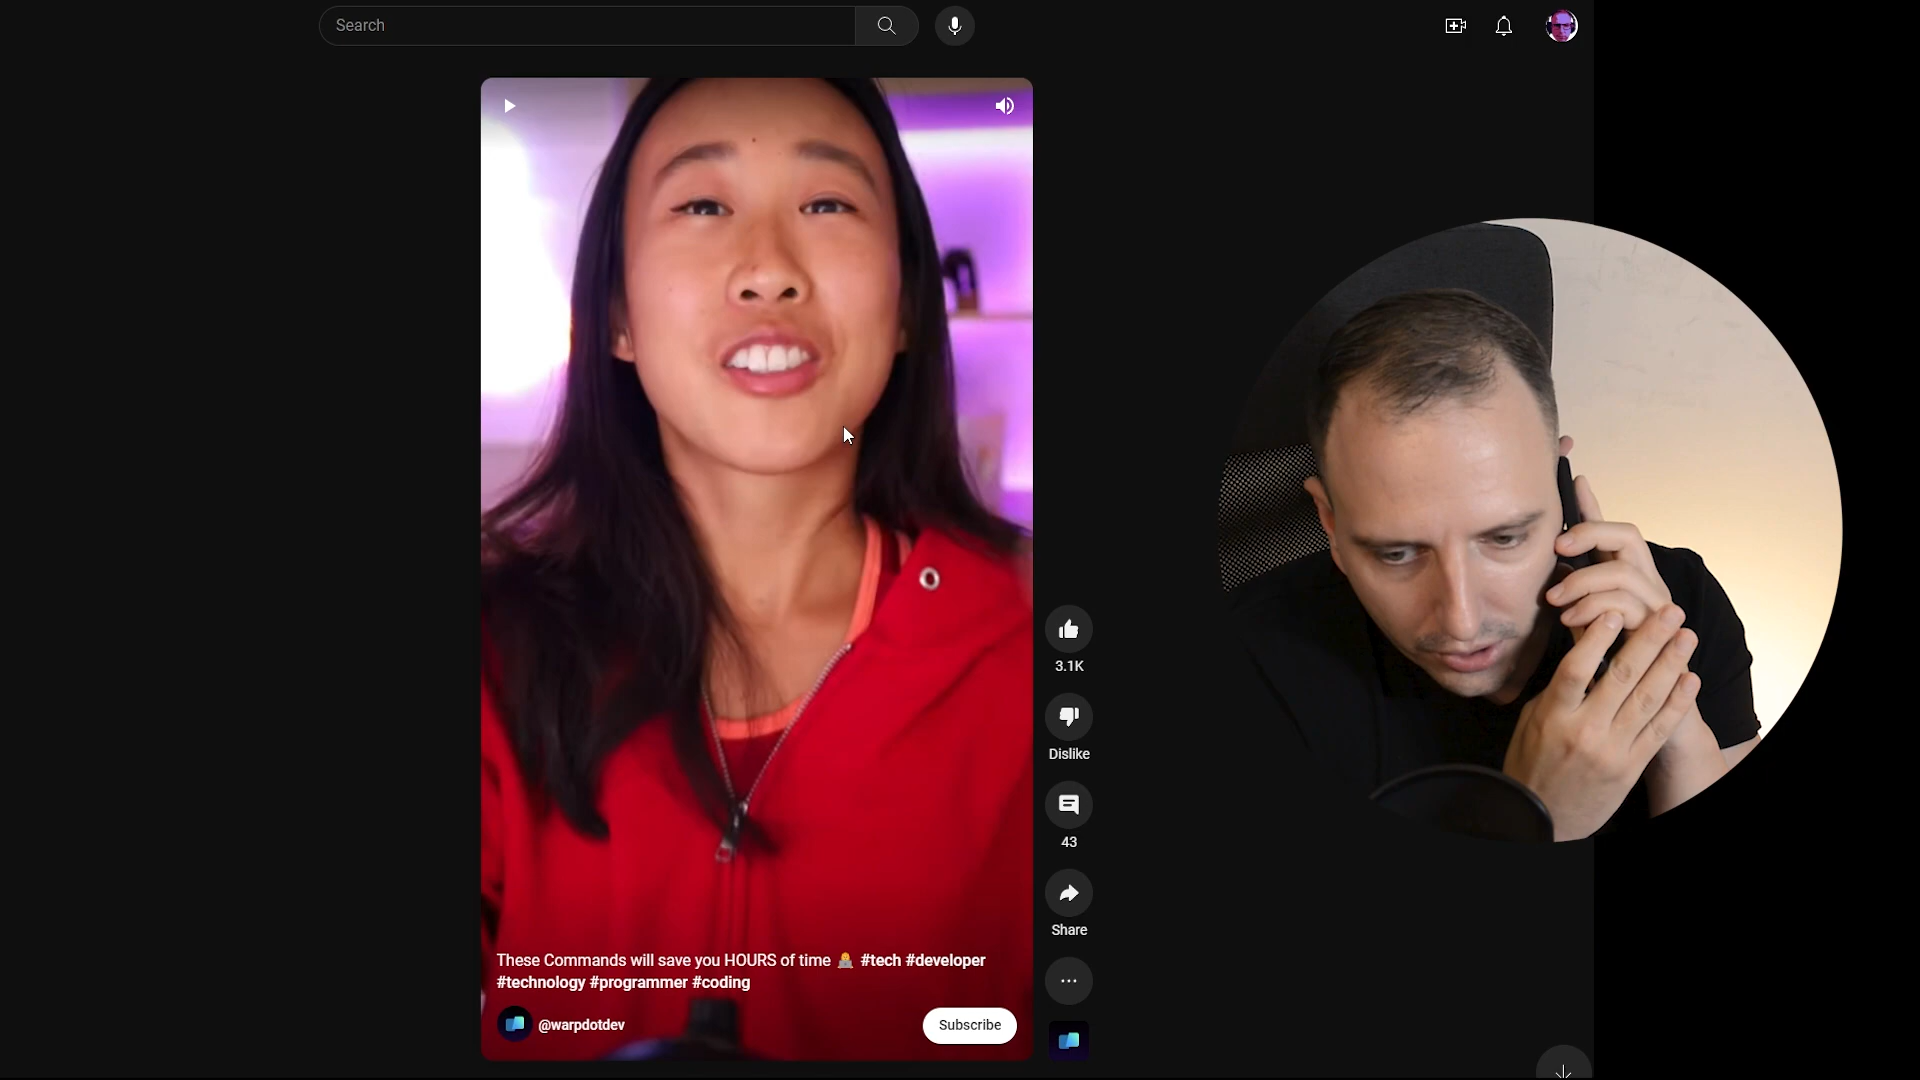 Search
3.1K
Dislike
43
Share
These Commands will save you HOURS of time 🧑‍💻 #tech #developer
#technology #programmer #coding
@warpdotdev
Subscribe